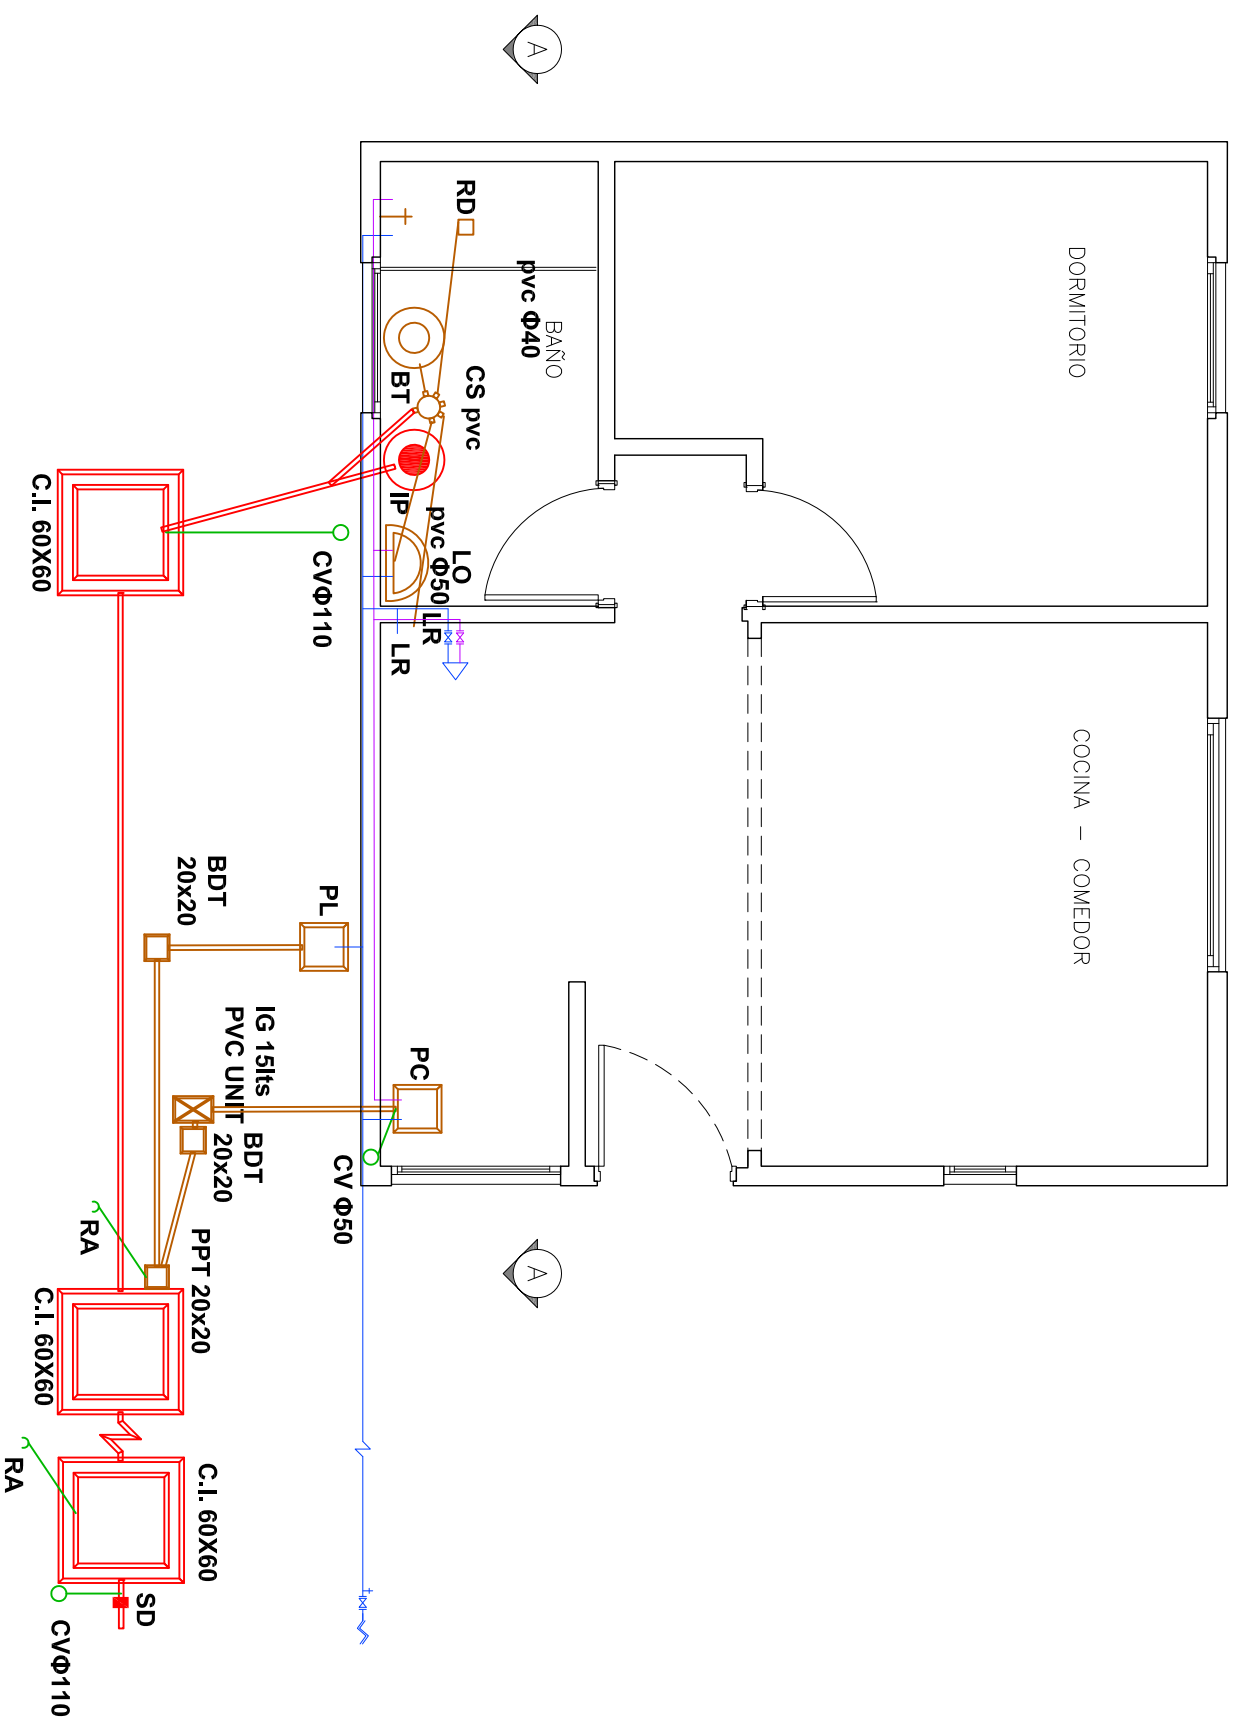 A
DORMITORIO
BAÑO
COCINA - COMEDOR
RD
pvc Φ40
CS pvc
BT
IP
pvc Φ50
LO
LR
LR
C.I. 60X60
CVΦ110
PL
BDT
20x20
IG 15lts
PVC UNIT
PC
BDT
20x20
CV Φ50
RA
PPT 20x20
C.I. 60X60
A
C.I. 60X60
RA
SD
CVΦ110